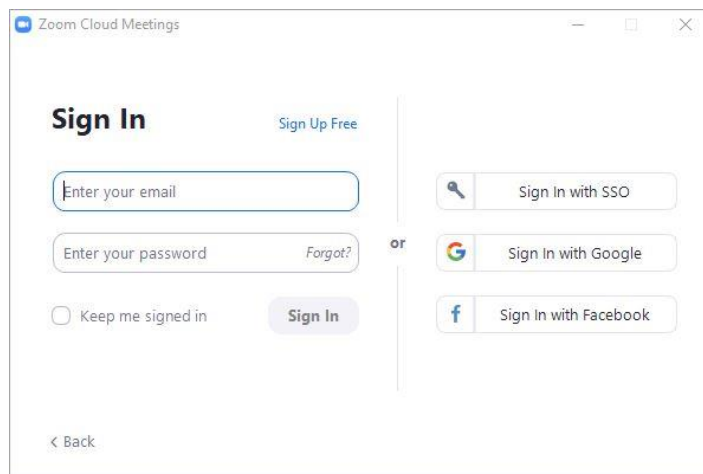 Zoom Cloud Meetings
Sign In
Sign Up Free
Enter your email
Enter your password
Forgot?
Keep me signed in
Sign In
or
Sign In with SSO
Sign In with Google
Sign In with Facebook
Back